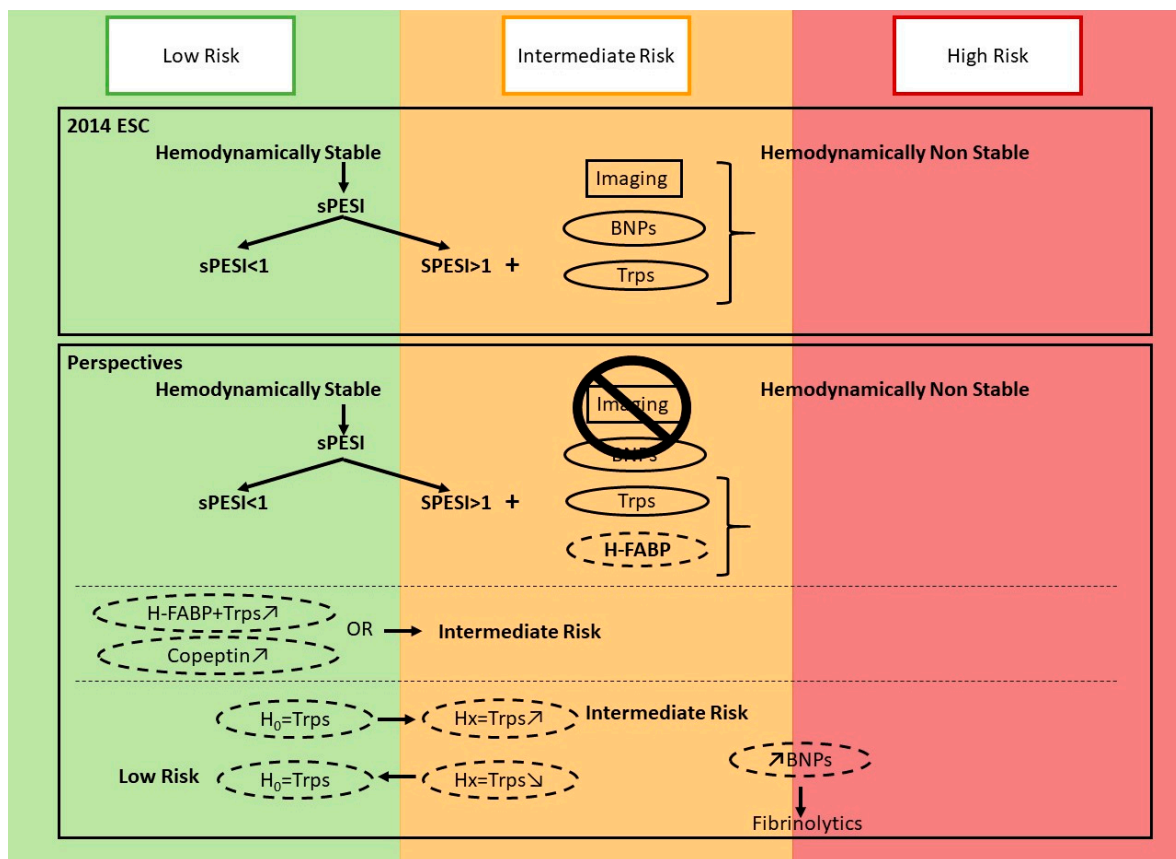 Low Risk
Intermediate Risk
High Risk
2014 ESC
Hemodynamically Stable
Hemodynamically Non Stable
sPESI
sPESI<1
SPESI>1 +
Imaging
BNPs
Trps
Perspectives
Hemodynamically Stable
Hemodynamically Non Stable
sPESI
sPESI<1
SPESI>1 +
Imaging
BNPs
Trps
H-FABP
H-FABP+Trps↗
OR
Copeptin↗
Intermediate Risk
H₀=Trps
Hx=Trps↗
Intermediate Risk
Low Risk
H₀=Trps
Hx=Trps↘
↗BNPs
Fibrinolytics